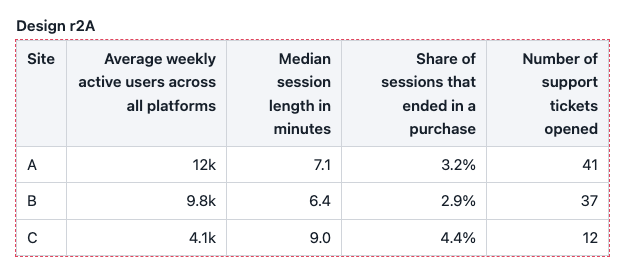 Design r2A
Site
Average weekly
active users across
all platforms
Median
session
length in
minutes
Share of
sessions that
ended in a
purchase
Number of
support
tickets
opened
A 12k 7.1 3.2% 41
B 9.8k 6.4 2.9% 37
C 4.1k 9.0 4.4% 12